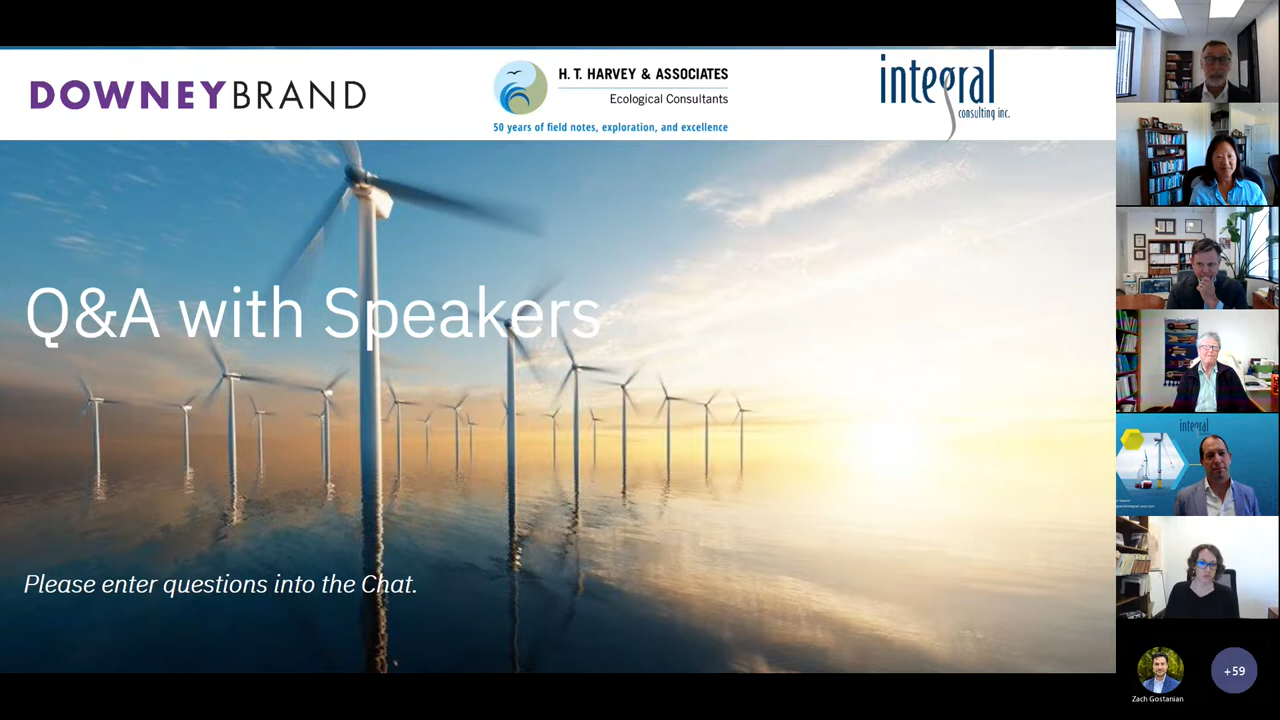 DOWNEYBRAND
H. T. HARVEY & ASSOCIATES
Ecological Consultants
50 years of field notes, exploration, and excellence
integral
consulting inc.
Q&A with Speakers
Please enter questions into the Chat.
integral
Zach Gostanian
+59